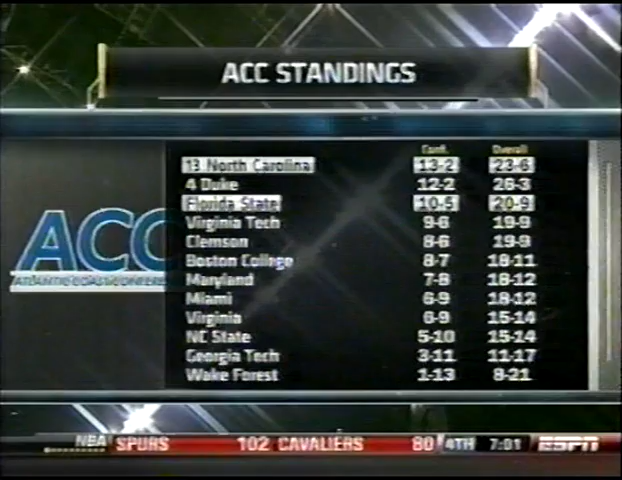 ACC STANDINGS
Conf. Overall
13 North Carolina 13-2 23-6
4 Duke 12-2 26-3
Florida State 10-5 20-9
Virginia Tech 9-6 19-9
Clemson 8-6 19-9
Boston College 8-7 18-11
Maryland 7-8 18-12
Miami 6-9 18-12
Virginia 6-9 15-14
NC State 5-10 15-14
Georgia Tech 3-11 11-17
Wake Forest 1-13 8-21
ACC
ATLANTIC COAST CONFERE
NBA SPURS 102 CAVALIERS 80 4TH 7:01 ESPN